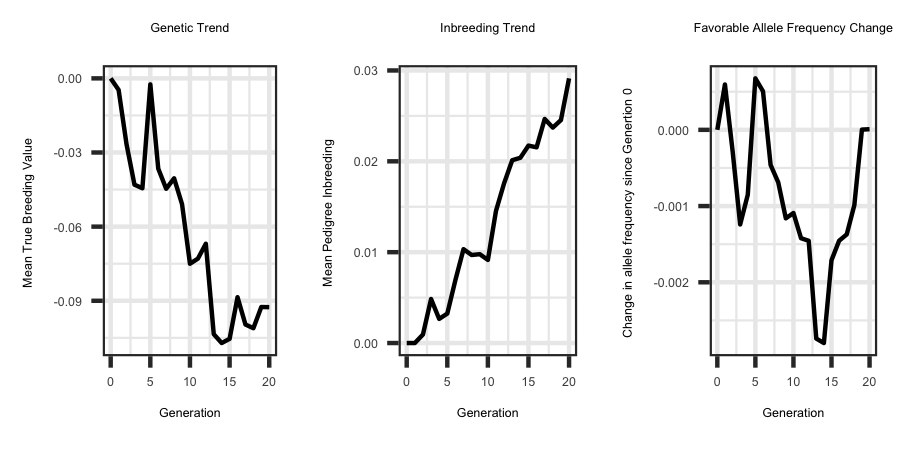 Genetic Trend
Mean True Breeding Value
0.00
-0.03
-0.06
-0.09
0 5 10 15 20
Generation
Inbreeding Trend
Mean Pedigree Inbreeding
0.03
0.02
0.01
0.00
0 5 10 15 20
Generation
Favorable Allele Frequency Change
Change in allele frequency since Genertion 0
0.000
-0.001
-0.002
0 5 10 15 20
Generation